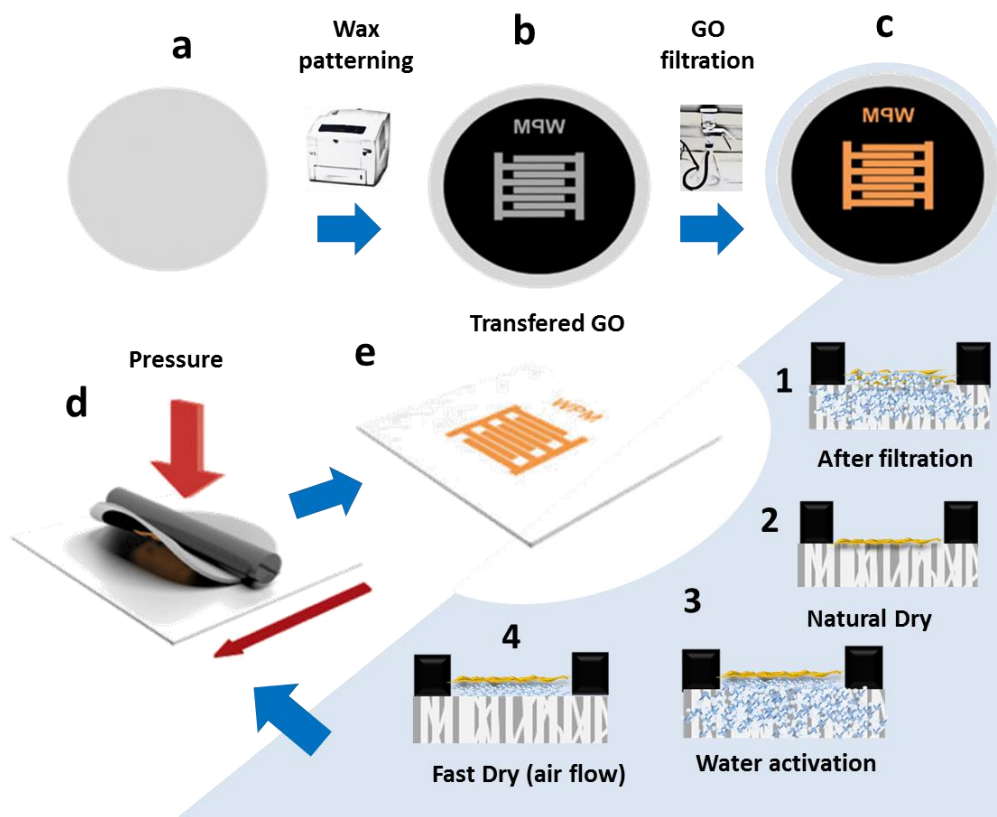 a
Wax
patterning
b
GO
filtration
c
WPM
WPM
Transfered GO
Pressure
d
e
WPM
1
After filtration
2
Natural Dry
3
Water activation
4
Fast Dry (air flow)